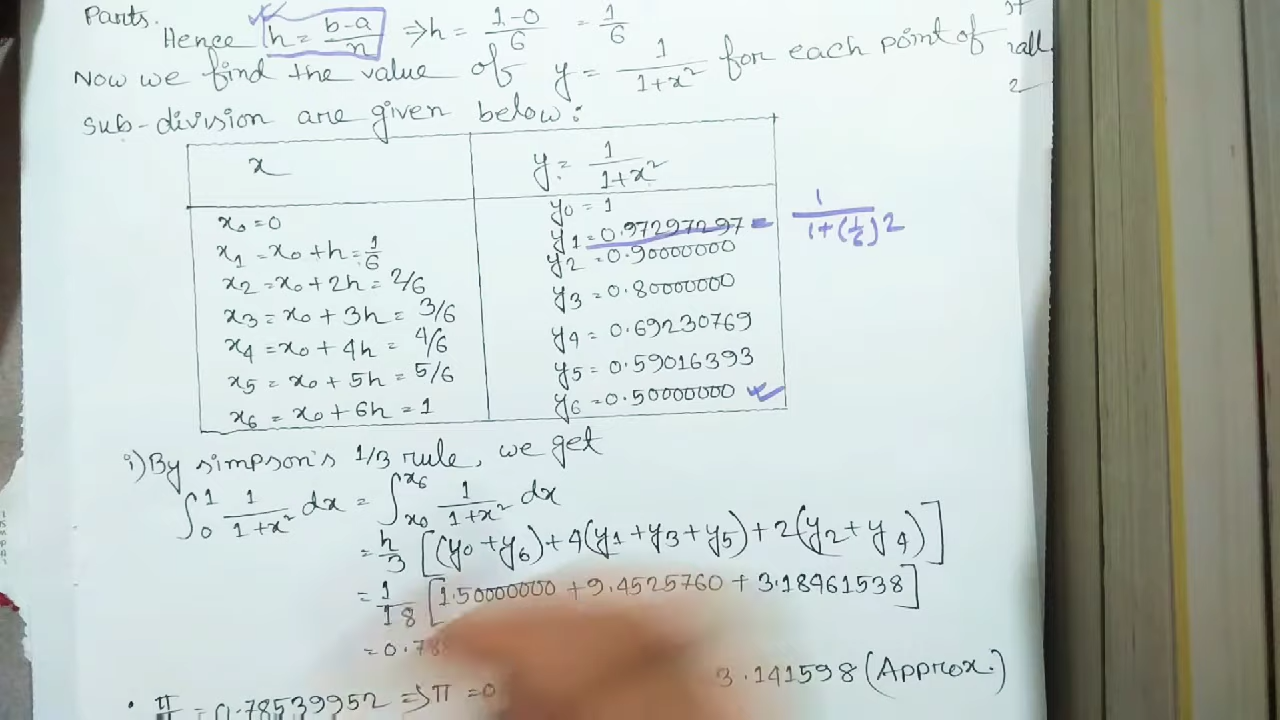 Parts.
Hence h = b-a/n ⇒ h = 1-0/6 = 1/6
Now we find the value of y = 1/1+x² for each point of
sub-division are given below:
x y = 1/1+x²
x₀ = 0 y₀ = 1
x₁ = x₀ + h = 1/6 y₁ = 0.97297297 = 1/1+(1/6)2
x₂ = x₀ + 2h = 2/6 y₂ = 0.90000000
x₃ = x₀ + 3h = 3/6 y₃ = 0.80000000
x₄ = x₀ + 4h = 4/6 y₄ = 0.69230769
x₅ = x₀ + 5h = 5/6 y₅ = 0.59016393
x₆ = x₀ + 6h = 1 y₆ = 0.50000000
i) By simpson's 1/3 rule, we get
∫₀¹ 1/1+x² dx = ∫x₀x₆ 1/1+x² dx
= h/3 [(y₀ + y₆) + 4(y₁ + y₃ + y₅) + 2(y₂ + y₄)]
= 1/18 [1.50000000 + 9.4525760 + 3.18461538]
= 0.78
= 0.78539952 ⇒ π = 0 3.141598 (Approx.)